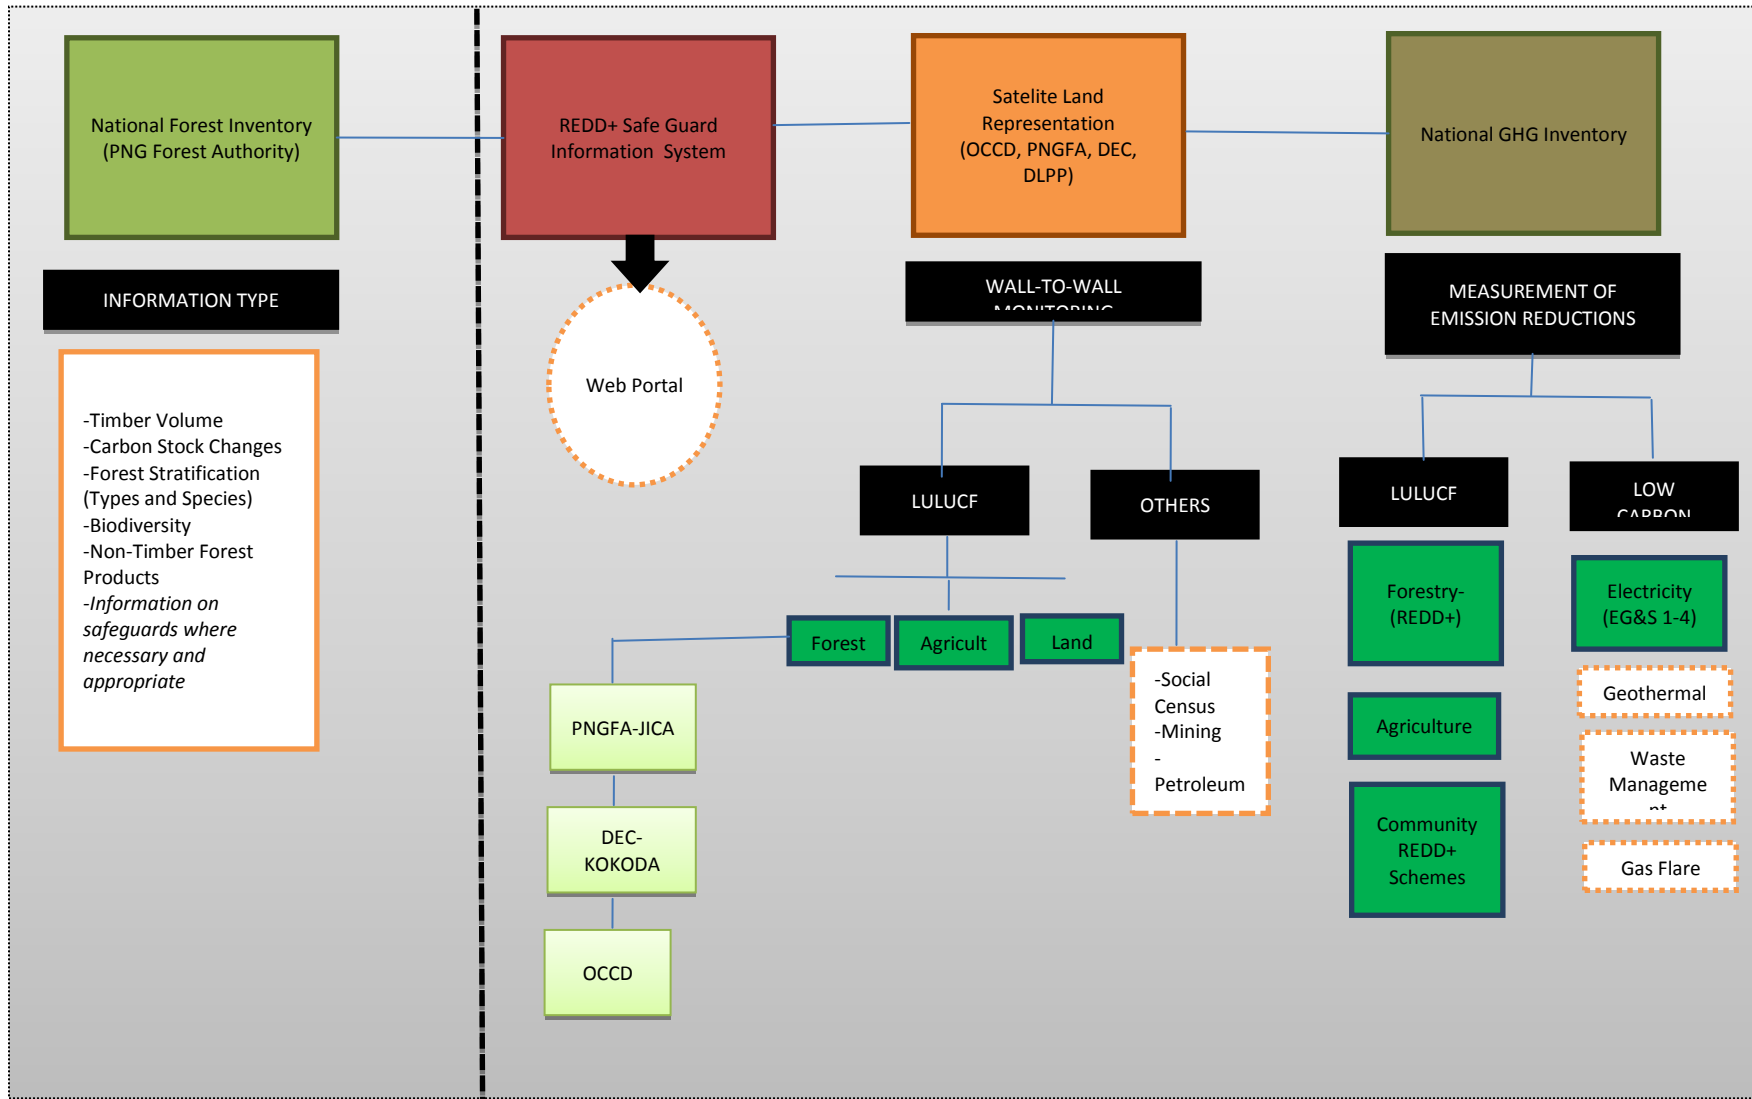 National Forest Inventory
(PNG Forest Authority)
REDD+ Safe Guard
Information System
Satelite Land
Representation
(OCCD, PNGFA, DEC,
DLPP)
National GHG Inventory
INFORMATION TYPE
-Timber Volume
-Carbon Stock Changes
-Forest Stratification
(Types and Species)
-Biodiversity
-Non-Timber Forest
Products
-Information on
safeguards where
necessary and
appropriate
Web Portal
WALL-TO-WALL
MONITORING
LULUCF
OTHERS
Forest
Agricult
Land
-Social
Census
-Mining
-
Petroleum
PNGFA-JICA
DEC-
KOKODA
OCCD
MEASUREMENT OF
EMISSION REDUCTIONS
LULUCF
LOW
CARBON
Forestry-
(REDD+)
Agriculture
Community
REDD+
Schemes
Electricity
(EG&S 1-4)
Geothermal
Waste
Manageme
nt
Gas Flare